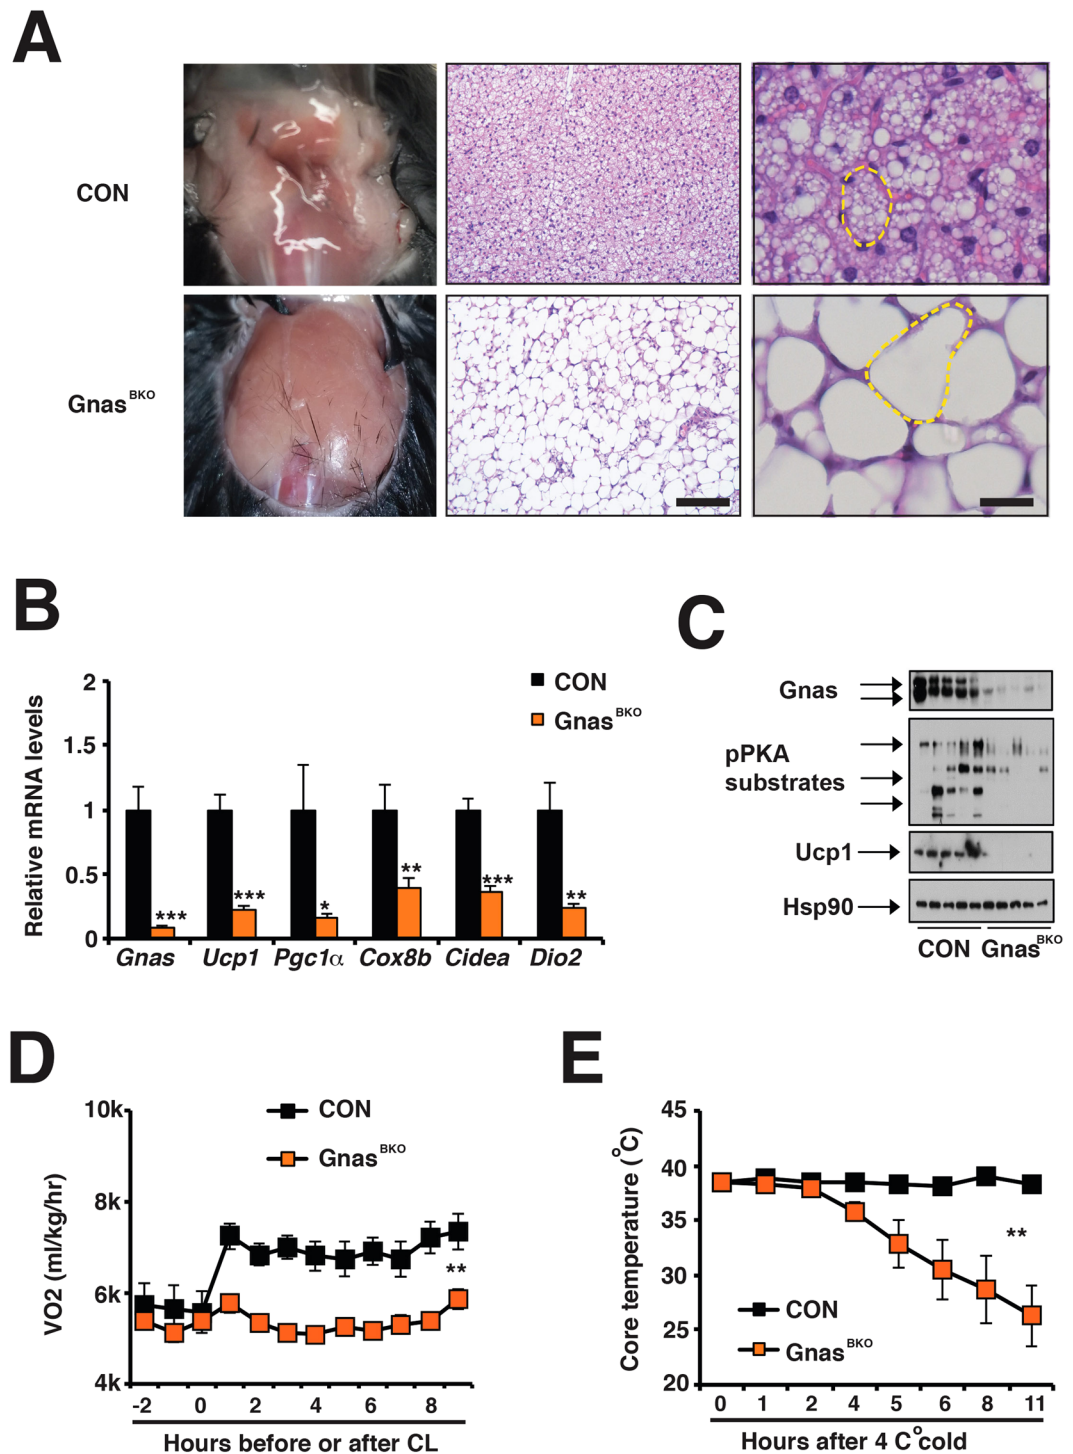 A
CON
Gnas BKO
B
2
1.5
1
0.5
0
Relative mRNA levels
CON
Gnas BKO
***
***
*
**
***
**
Gnas Ucp1 Pgc1α Cox8b Cidea Dio2
C
Gnas
pPKA
substrates
Ucp1
Hsp90
CON Gnas BKO
D
10k
8k
6k
4k
VO2 (ml/kg/hr)
CON
Gnas BKO
**
-2 0 2 4 6 8
Hours before or after CL
E
45
40
35
30
25
20
Core temperature (°C)
**
CON
Gnas BKO
0 1 2 4 5 6 8 11
Hours after 4 C°cold